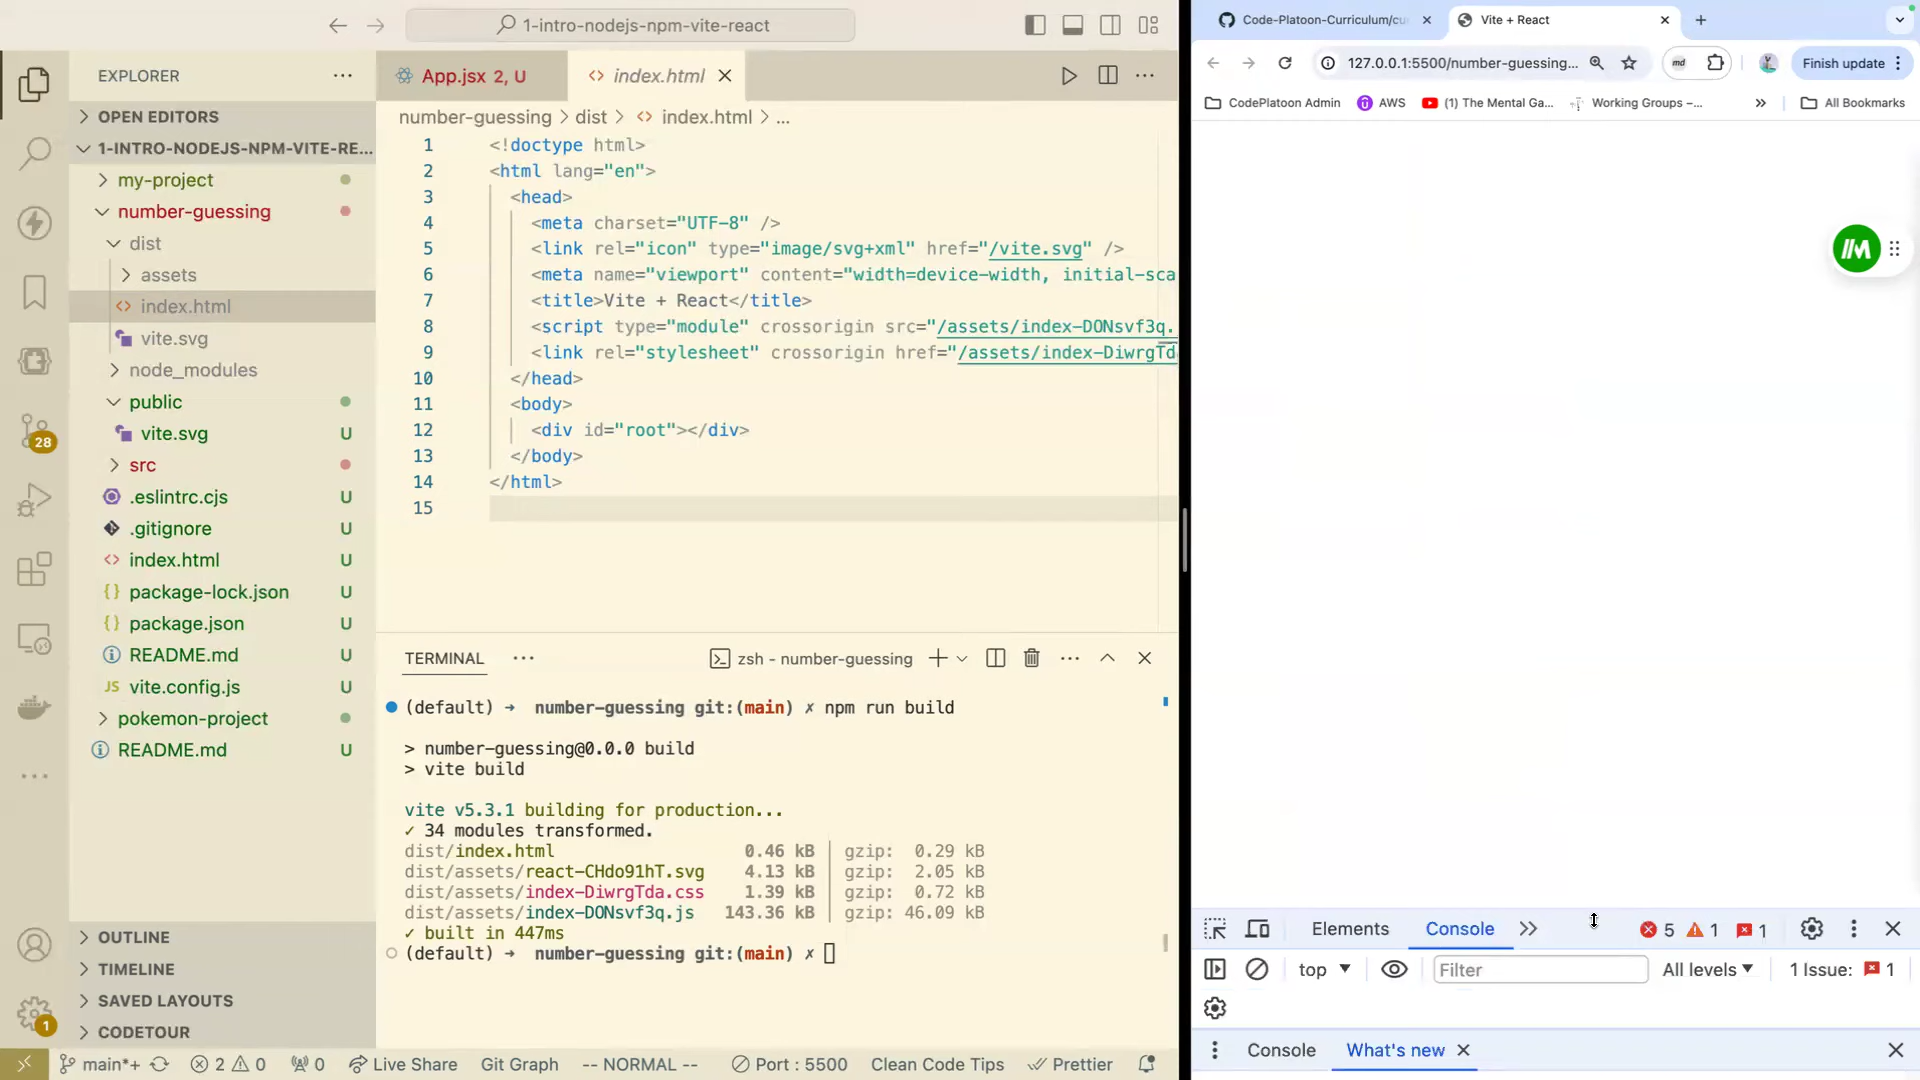 1-intro-nodejs-npm-vite-react
EXPLORER
OPEN EDITORS
1-INTRO-NODEJS-NPM-VITE-RE...
my-project
number-guessing
dist
assets
index.html
vite.svg
node_modules
public
vite.svg U
src
.eslintrc.cjs U
.gitignore U
index.html U
package-lock.json U
package.json U
README.md U
JS vite.config.js U
pokemon-project
README.md U
28
1
OUTLINE
TIMELINE
SAVED LAYOUTS
CODETOUR
App.jsx 2, U
index.html
number-guessing > dist > index.html > ...
1 <!doctype html>
2 <html lang="en">
3 <head>
4 <meta charset="UTF-8" />
5 <link rel="icon" type="image/svg+xml" href="/vite.svg" />
6 <meta name="viewport" content="width=device-width, initial-sca
7 <title>Vite + React</title>
8 <script type="module" crossorigin src="/assets/index-DONsvf3q.
9 <link rel="stylesheet" crossorigin href="/assets/index-DiwrgTda
10 </head>
11 <body>
12 <div id="root"></div>
13 </body>
14 </html>
15
TERMINAL
zsh - number-guessing
(default) → number-guessing git:(main) ✗ npm run build
> number-guessing@0.0.0 build
> vite build
vite v5.3.1 building for production...
✓ 34 modules transformed.
dist/index.html 0.46 kB │ gzip: 0.29 kB
dist/assets/react-CHdo91hT.svg 4.13 kB │ gzip: 2.05 kB
dist/assets/index-DiwrgTda.css 1.39 kB │ gzip: 0.72 kB
dist/assets/index-DONsvf3q.js 143.36 kB │ gzip: 46.09 kB
✓ built in 447ms
(default) → number-guessing git:(main) ✗
main*+ 2 0 0 Live Share Git Graph -- NORMAL -- Port : 5500 Clean Code Tips Prettier
Code-Platoon-Curriculum/cu
Vite + React
127.0.0.1:5500/number-guessing...
md
Finish update
CodePlatoon Admin AWS (1) The Mental Ga... Working Groups –... » All Bookmarks
Elements Console 5 1 1
top Filter All levels 1 Issue: 1
Console What's new